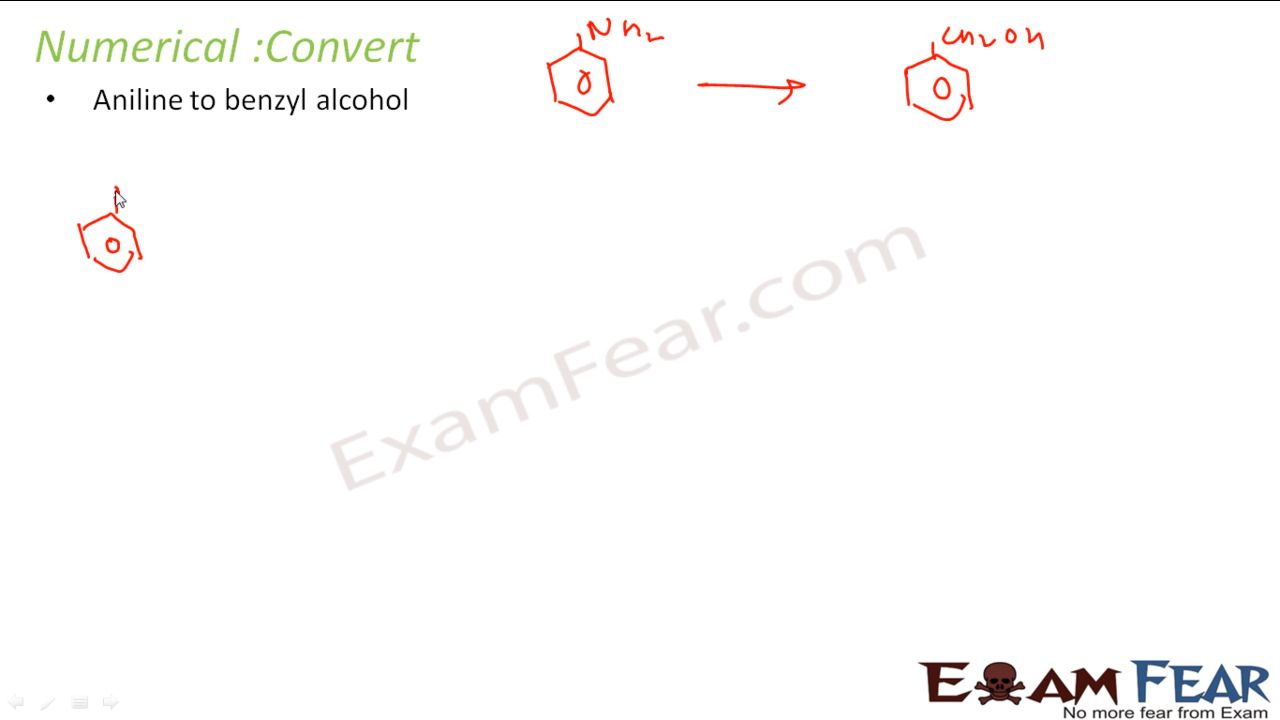 Numerical :Convert
NH2
CH2OH
• Aniline to benzyl alcohol
ExamFear.com
EXAM FEAR
No more fear from Exam